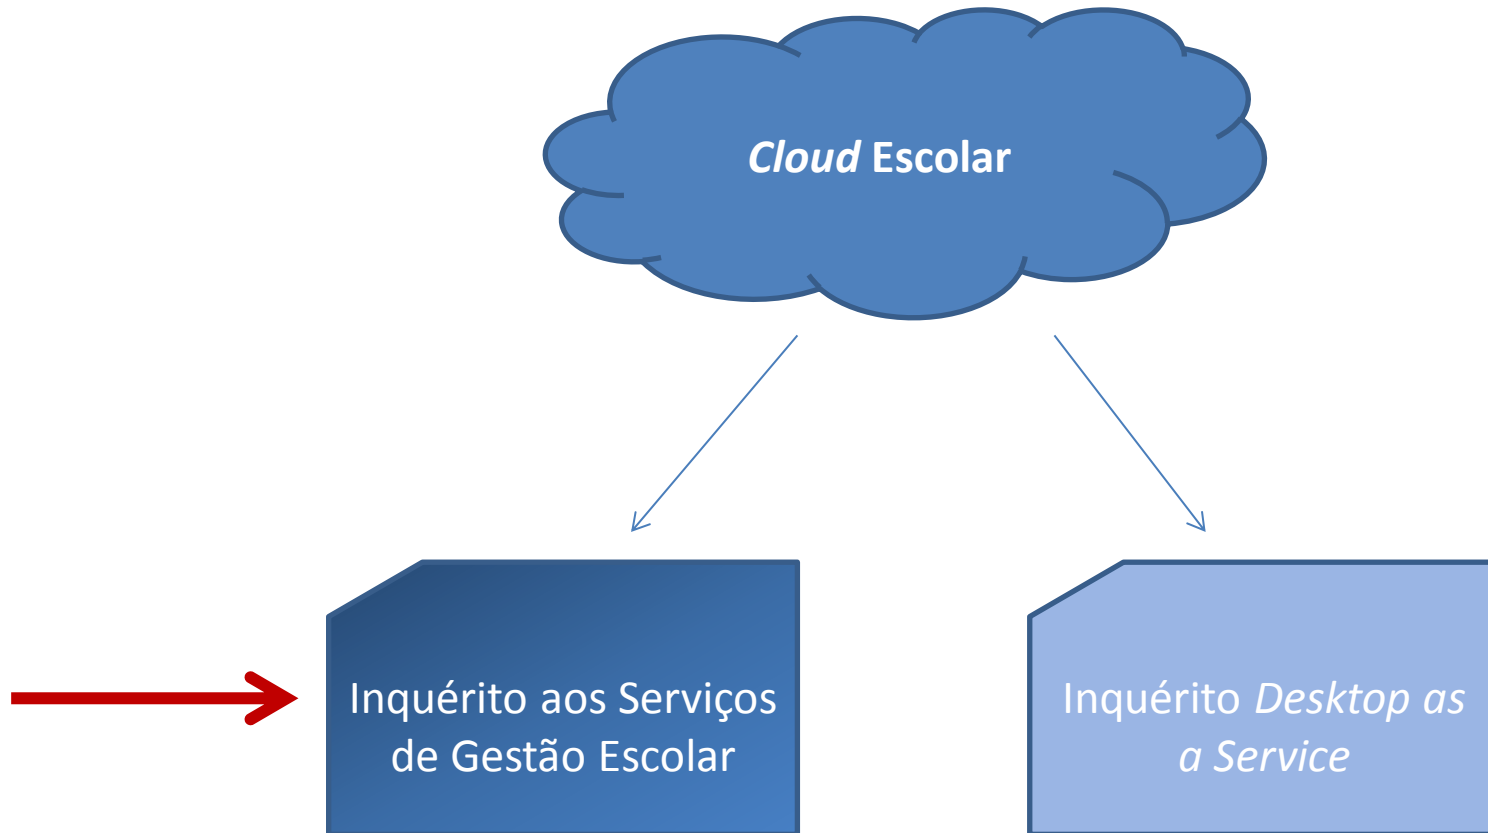 Cloud Escolar
Inquérito aos Serviços
de Gestão Escolar
Inquérito Desktop as
a Service